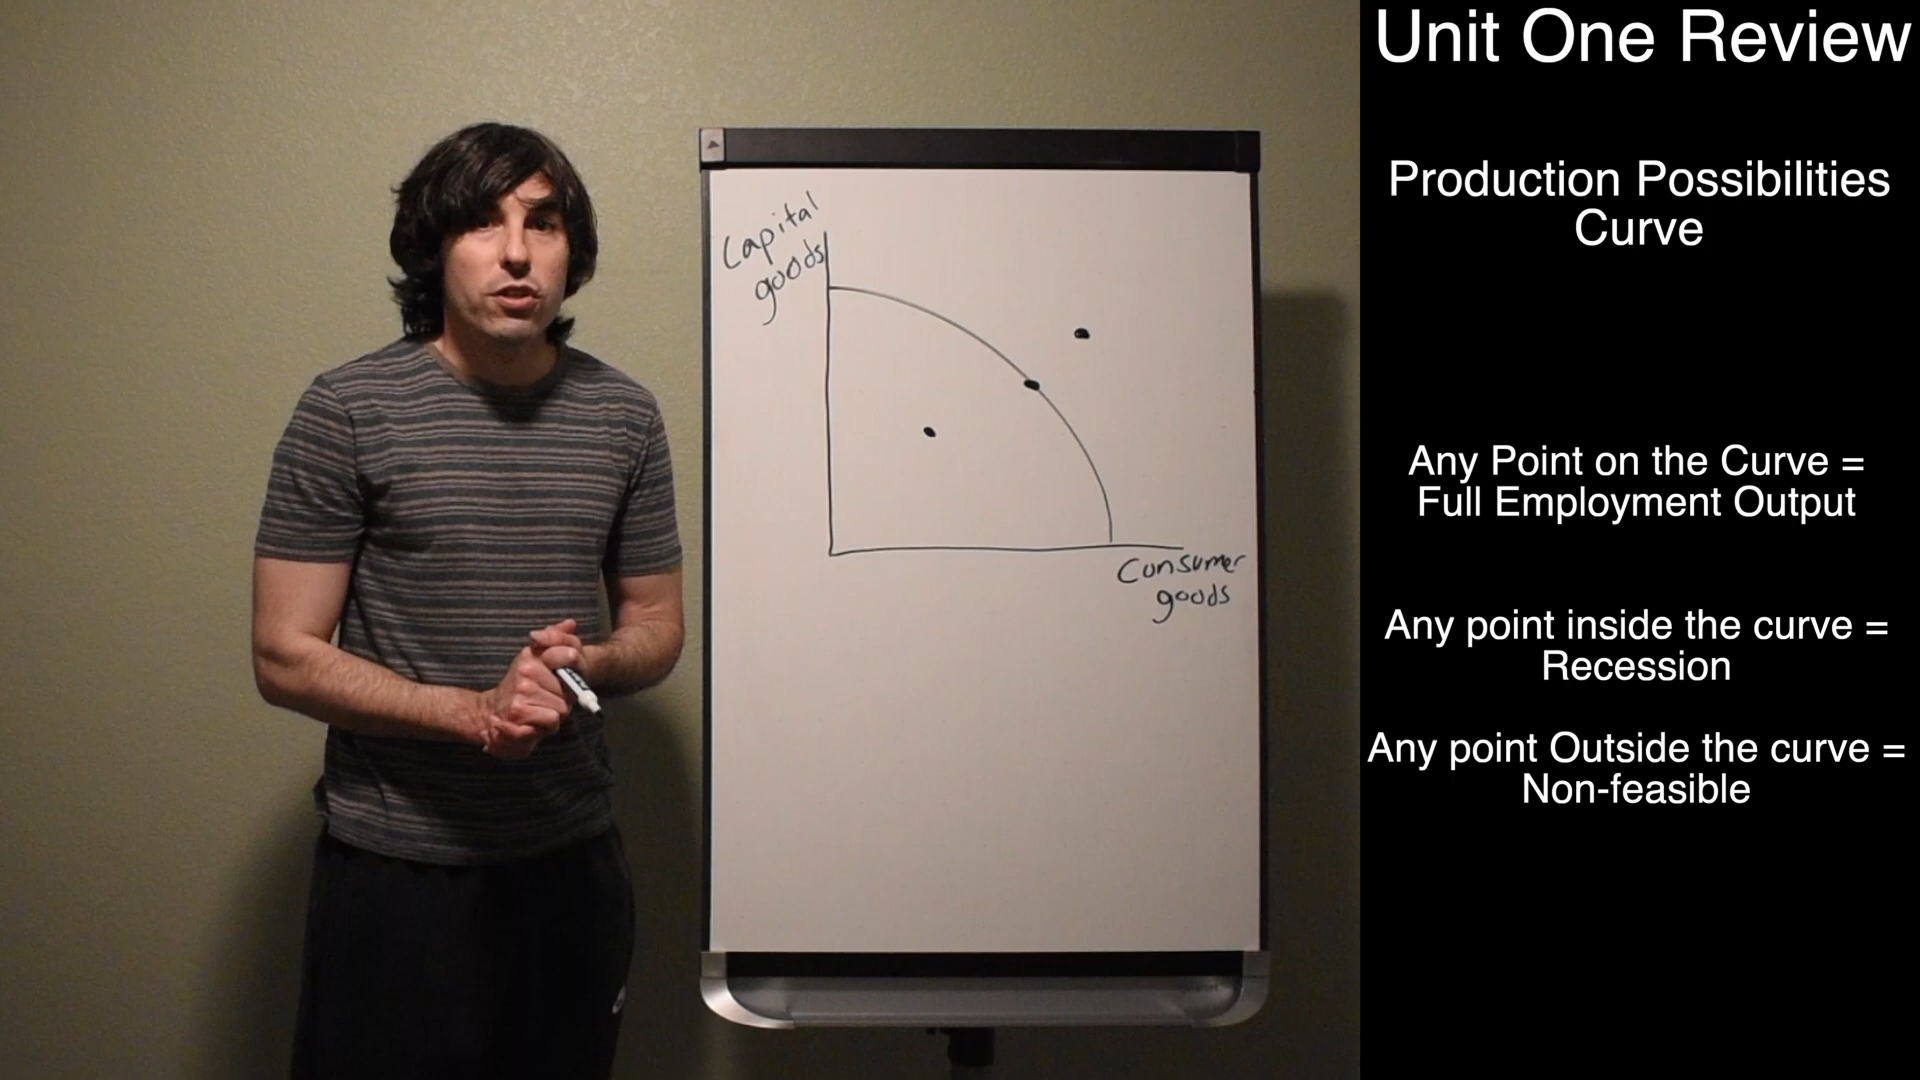 Unit One Review
Production Possibilities
Curve
Any Point on the Curve =
Full Employment Output
Any point inside the curve =
Recession
Any point Outside the curve =
Non-feasible
Capital
goods
Consumer
goods